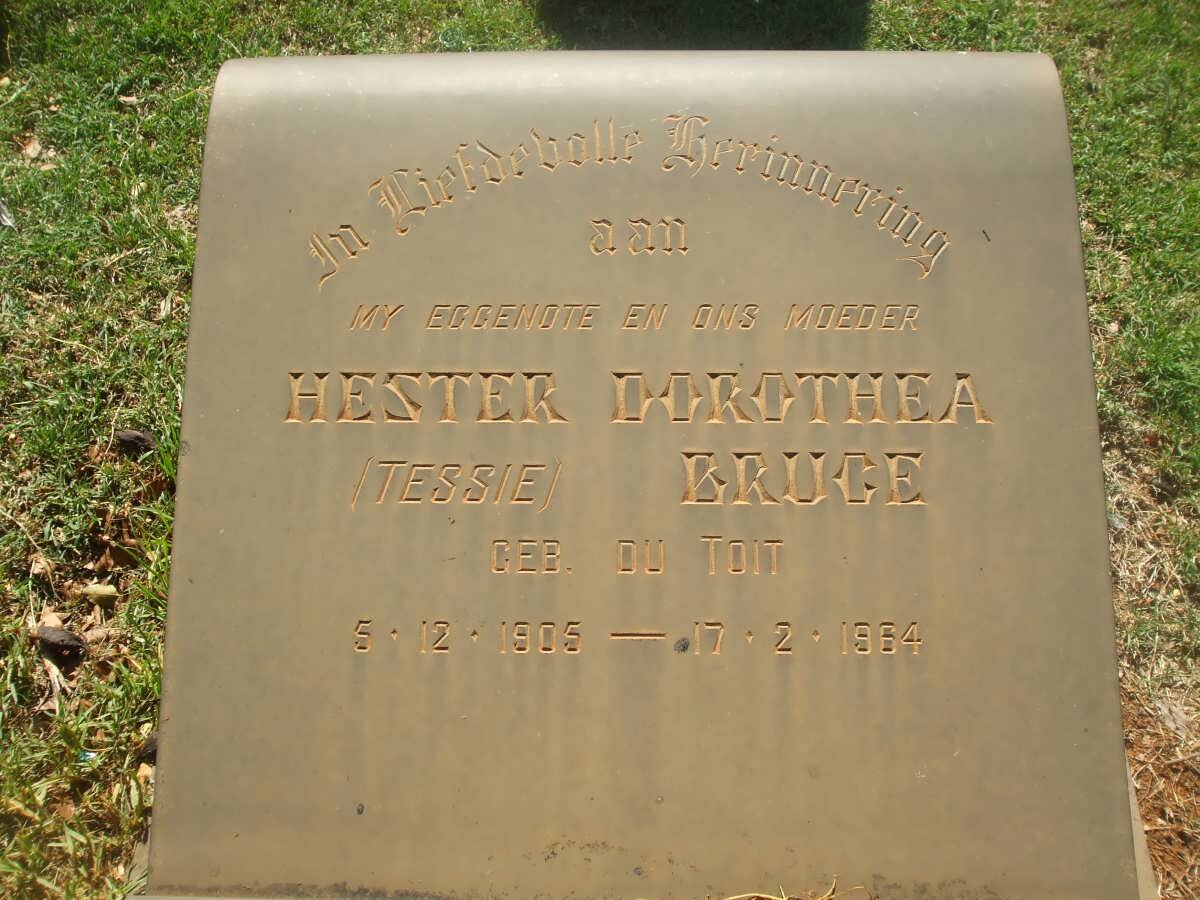 In Liefdevolle Herinnering
aan
MY EGGENOTE EN ONS MOEDER
HESTER DOROTHEA
(TESSIE) BRUCE
GEB. DU TOIT
5 · 12 · 1905 — 17 · 2 · 1964